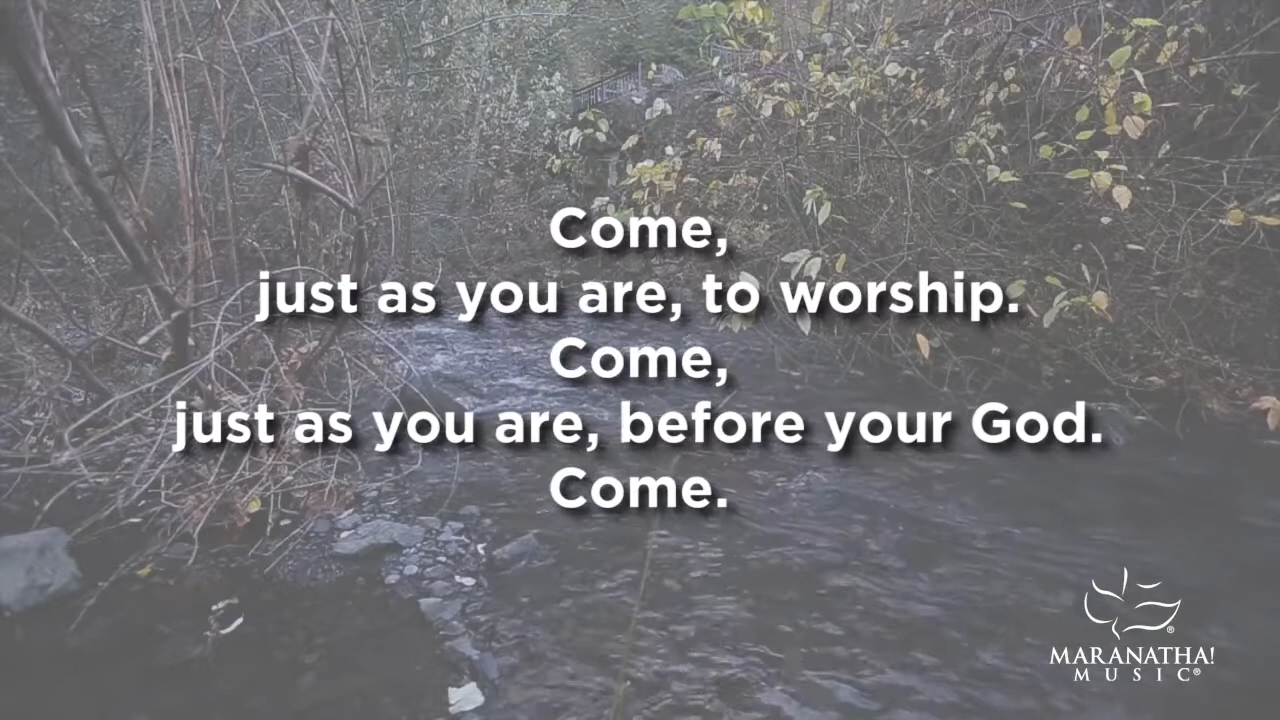 Come,
just as you are, to worship.
Come,
just as you are, before your God.
Come.
MARANATHA!
MUSIC®